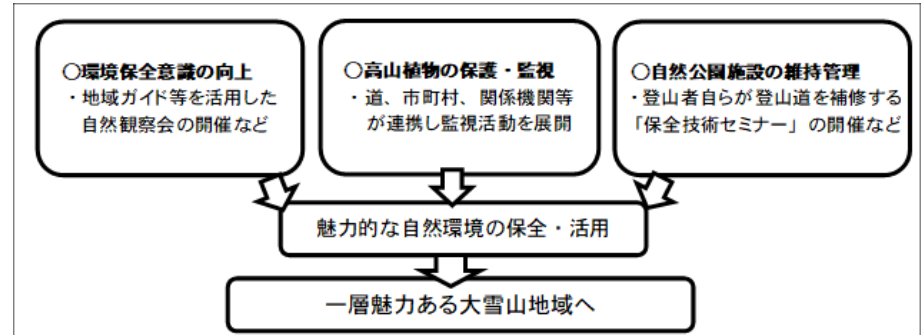 ○環境保全意識の向上
・地域ガイド等を活用した
自然観察会の開催など
○高山植物の保護・監視
・道、市町村、関係機関等
が連携し監視活動を展開
○自然公園施設の維持管理
・登山者自らが登山道を補修する
「保全技術セミナー」の開催など
魅力的な自然環境の保全・活用
一層魅力ある大雪山地域へ